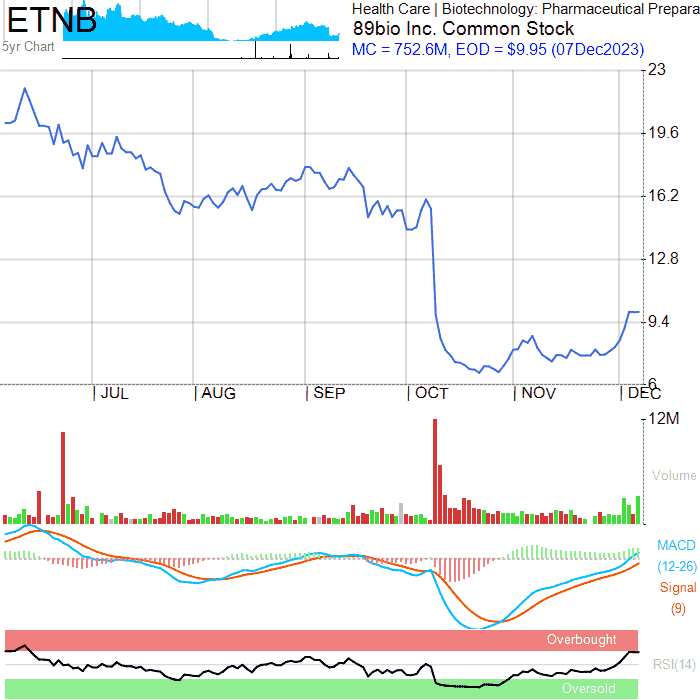 ETNB
5yr Chart
Health Care | Biotechnology: Pharmaceutical Prepara
89bio Inc. Common Stock
MC = 752.6M, EOD = $9.95 (07Dec2023)
23
19.6
16.2
12.8
9.4
6
JUL
AUG
SEP
OCT
NOV
DEC
12M
Volume
MACD
(12-26)
Signal
(9)
Overbought
RSI(14)
Oversold